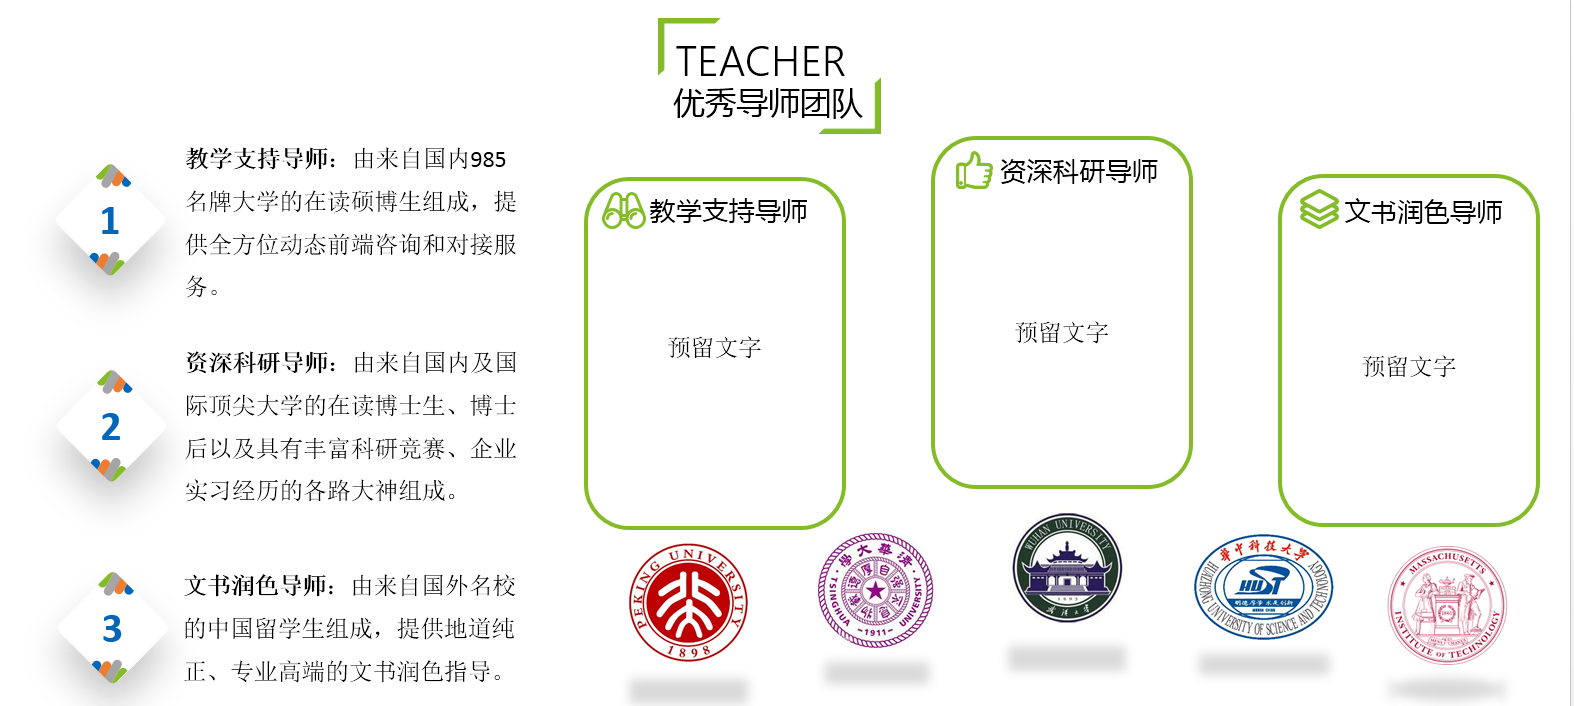 TEACHER
优秀导师团队
1
教学支持导师：由来自国内985
名牌大学的在读硕博生组成，提
供全方位动态前端咨询和对接服
务。
2
资深科研导师：由来自国内及国
际顶尖大学的在读博士生、博士
后以及具有丰富科研竞赛、企业
实习经历的各路大神组成。
3
文书润色导师：由来自国外名校
的中国留学生组成，提供地道纯
正、专业高端的文书润色指导。
教学支持导师
预留文字
资深科研导师
预留文字
文书润色导师
预留文字
PEKING UNIVERSITY
1898
學大華清
TSINGHUA UNIVERSITY
1911
WUHAN UNIVERSITY
1893
武漢大學
華中科技大学
HUST
HUAZHONG UNIVERSITY OF SCIENCE AND TECHNOLOGY
MASSACHUSETTS
INSTITUTE OF TECHNOLOGY